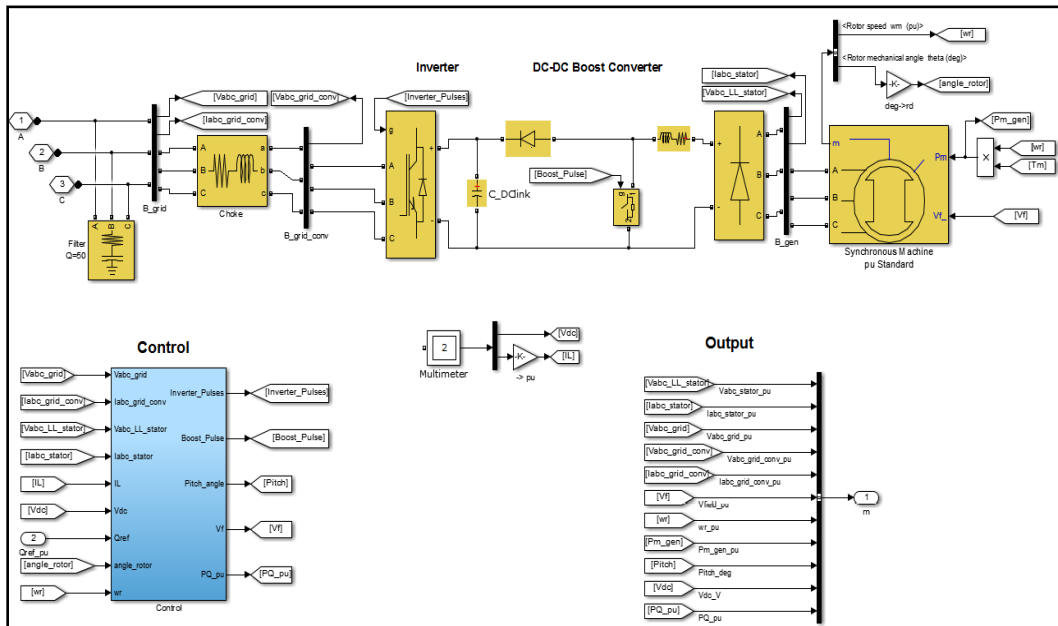 <Rotor speed wm (pu)>
[wr]
<Rotor mechanical angle theta (deg)>
-K-
[angle_rotor]
deg->rd
Inverter
DC-DC Boost Converter
[Iabc_stator]
[Vabc_LL_stator]
[Vabc_grid]
[Vabc_grid_conv]
[Inverter_Pulses]
[Iabc_grid_conv]
1
A
2
B
3
C
A
B
C
a
b
c
Choke
B_grid
B_grid_conv
A B C
Filter
Q=50
g
A
B
C
+
-
C_DClink
[Boost_Pulse]
g
1
2
+
-
A
B
C
B_gen
m
A
B
C
Pm
Vf_
Synchronous Machine
pu Standard
[Pm_gen]
×
[wr]
[Tm]
[Vf]
Control
[Vabc_grid]
Vabc_grid
[Iabc_grid_conv]
Iabc_grid_conv
[Vabc_LL_stator]
Vabc_LL_stator
[Iabc_stator]
Iabc_stator
[IL]
IL
[Vdc]
Vdc
2
Qref_pu
Qref
[angle_rotor]
angle_rotor
[wr]
wr
Inverter_Pulses
[Inverter_Pulses]
Boost_Pulse
[Boost_Pulse]
Pitch_angle
[Pitch]
Vf
[Vf]
PQ_pu
[PQ_pu]
Control
2
Multimeter
[Vdc]
-K-
[IL]
-> pu
Output
[Vabc_LL_stator]
Vabc_stator_pu
[Iabc_stator]
Iabc_stator_pu
[Vabc_grid]
Vabc_grid_pu
[Vabc_grid_conv]
Vabc_grid_conv_pu
[Iabc_grid_conv]
Iabc_grid_conv_pu
[Vf]
Vfield_pu
[wr]
wr_pu
[Pm_gen]
Pm_gen_pu
[Pitch]
Pitch_deg
[Vdc]
Vdc_V
[PQ_pu]
PQ_pu
1
m